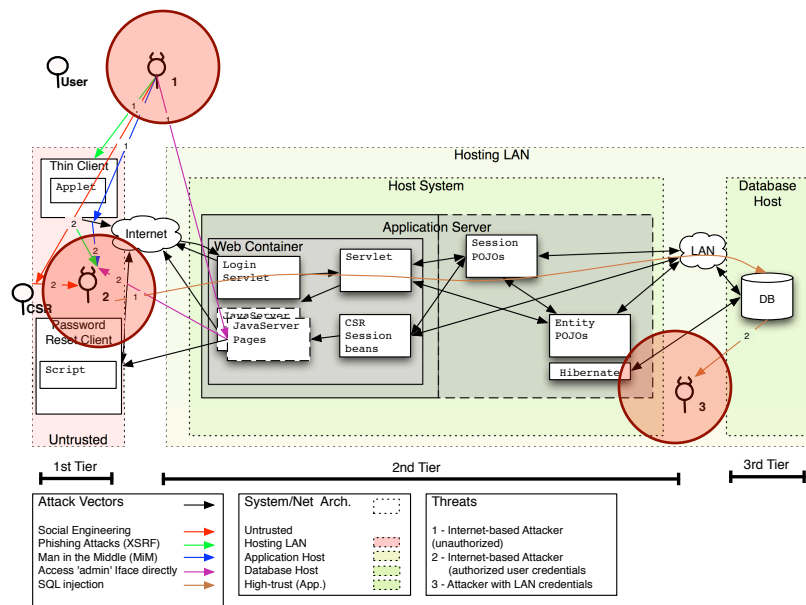 User
1
1
1
1
Hosting LAN
Thin Client
Applet
Host System
Database
Host
Application Server
Internet
Web Container
Session
POJOs
LAN
Login
Servlet
Servlet
2
2
2
2
2
1
CSR
DB
JavaServer
JavaServer
Pages
CSR
Session
beans
Entity
POJOs
Password
Reset Client
Script
Hibernate
2
3
Untrusted
1st Tier
2nd Tier
3rd Tier
Attack Vectors
Social Engineering
Phishing Attacks (XSRF)
Man in the Middle (MiM)
Access 'admin' Iface directly
SQL injection
System/Net Arch.
Untrusted
Hosting LAN
Application Host
Database Host
High-trust (App.)
Threats
1 - Internet-based Attacker
(unauthorized)
2 - Internet-based Attacker
(authorized user credentials
3 - Attacker with LAN credentials